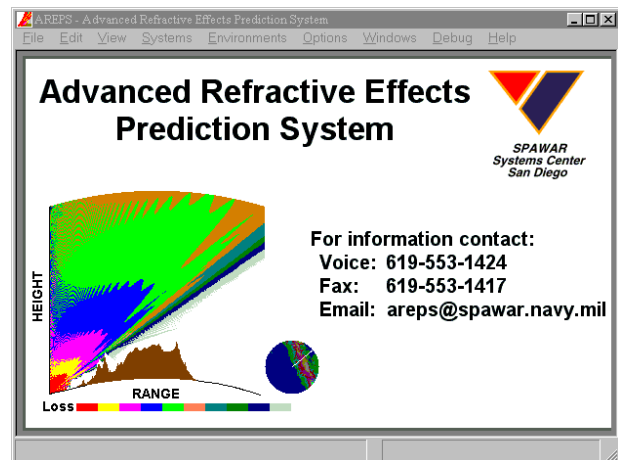 AREPS - Advanced Refractive Effects Prediction System
File Edit View Systems Environments Options Windows Debug Help
Advanced Refractive Effects
Prediction System
SPAWAR
Systems Center
San Diego
For information contact:
Voice: 619-553-1424
Fax: 619-553-1417
Email: areps@spawar.navy.mil
HEIGHT
RANGE
Loss